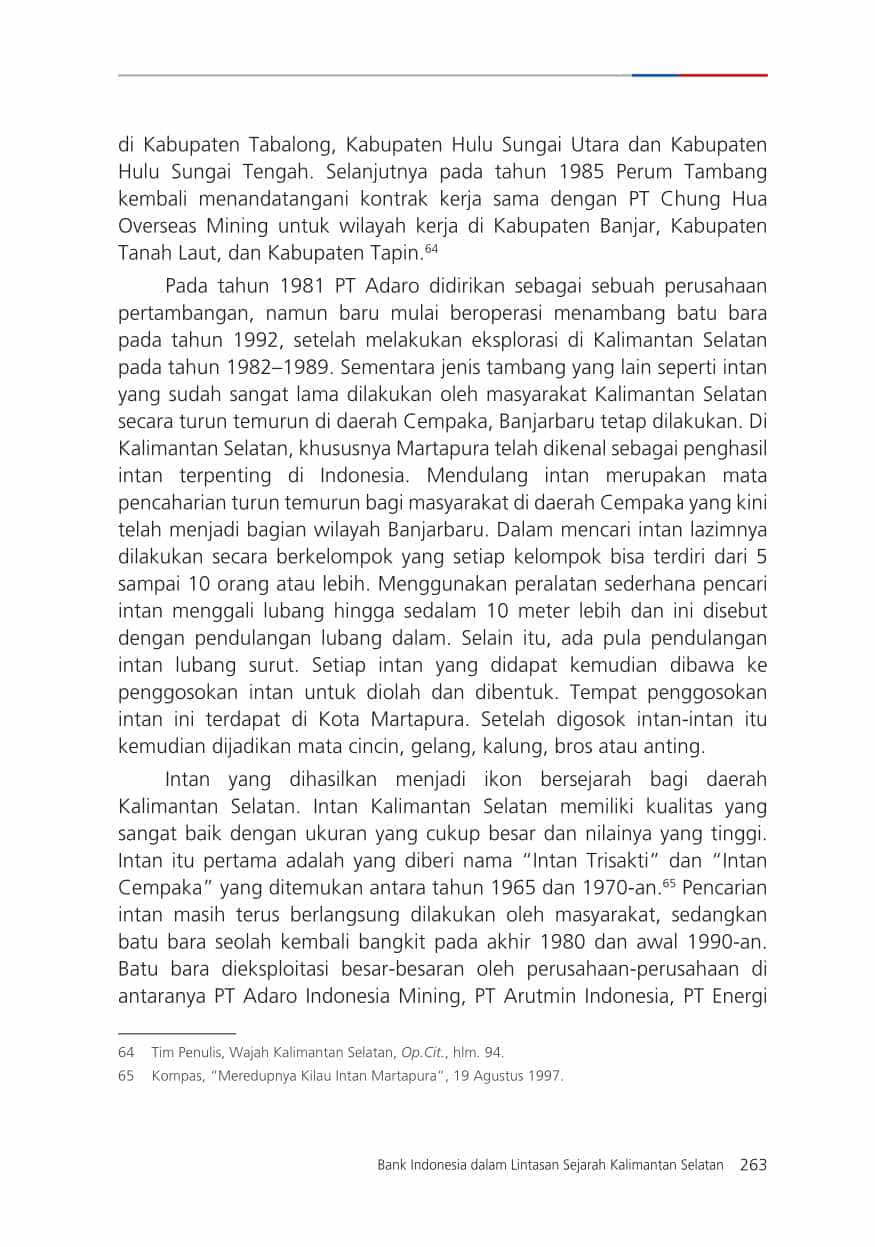 di Kabupaten Tabalong, Kabupaten Hulu Sungai Utara dan Kabupaten
Hulu Sungai Tengah. Selanjutnya pada tahun 1985 Perum Tambang
kembali menandatangani kontrak kerja sama dengan PT Chung Hua
Overseas Mining untuk wilayah kerja di Kabupaten Banjar, Kabupaten
Tanah Laut, dan Kabupaten Tapin.⁶⁴
Pada tahun 1981 PT Adaro didirikan sebagai sebuah perusahaan
pertambangan, namun baru mulai beroperasi menambang batu bara
pada tahun 1992, setelah melakukan eksplorasi di Kalimantan Selatan
pada tahun 1982–1989. Sementara jenis tambang yang lain seperti intan
yang sudah sangat lama dilakukan oleh masyarakat Kalimantan Selatan
secara turun temurun di daerah Cempaka, Banjarbaru tetap dilakukan. Di
Kalimantan Selatan, khususnya Martapura telah dikenal sebagai penghasil
intan terpenting di Indonesia. Mendulang intan merupakan mata
pencaharian turun temurun bagi masyarakat di daerah Cempaka yang kini
telah menjadi bagian wilayah Banjarbaru. Dalam mencari intan lazimnya
dilakukan secara berkelompok yang setiap kelompok bisa terdiri dari 5
sampai 10 orang atau lebih. Menggunakan peralatan sederhana pencari
intan menggali lubang hingga sedalam 10 meter lebih dan ini disebut
dengan pendulangan lubang dalam. Selain itu, ada pula pendulangan
intan lubang surut. Setiap intan yang didapat kemudian dibawa ke
penggosokan intan untuk diolah dan dibentuk. Tempat penggosokan
intan ini terdapat di Kota Martapura. Setelah digosok intan-intan itu
kemudian dijadikan mata cincin, gelang, kalung, bros atau anting.
Intan yang dihasilkan menjadi ikon bersejarah bagi daerah
Kalimantan Selatan. Intan Kalimantan Selatan memiliki kualitas yang
sangat baik dengan ukuran yang cukup besar dan nilainya yang tinggi.
Intan itu pertama adalah yang diberi nama “Intan Trisakti” dan “Intan
Cempaka” yang ditemukan antara tahun 1965 dan 1970-an.⁶⁵ Pencarian
intan masih terus berlangsung dilakukan oleh masyarakat, sedangkan
batu bara seolah kembali bangkit pada akhir 1980 dan awal 1990-an.
Batu bara dieksploitasi besar-besaran oleh perusahaan-perusahaan di
antaranya PT Adaro Indonesia Mining, PT Arutmin Indonesia, PT Energi
64 Tim Penulis, Wajah Kalimantan Selatan, Op.Cit., hlm. 94.
65 Kompas, “Meredupnya Kilau Intan Martapura”, 19 Agustus 1997.
Bank Indonesia dalam Lintasan Sejarah Kalimantan Selatan 263